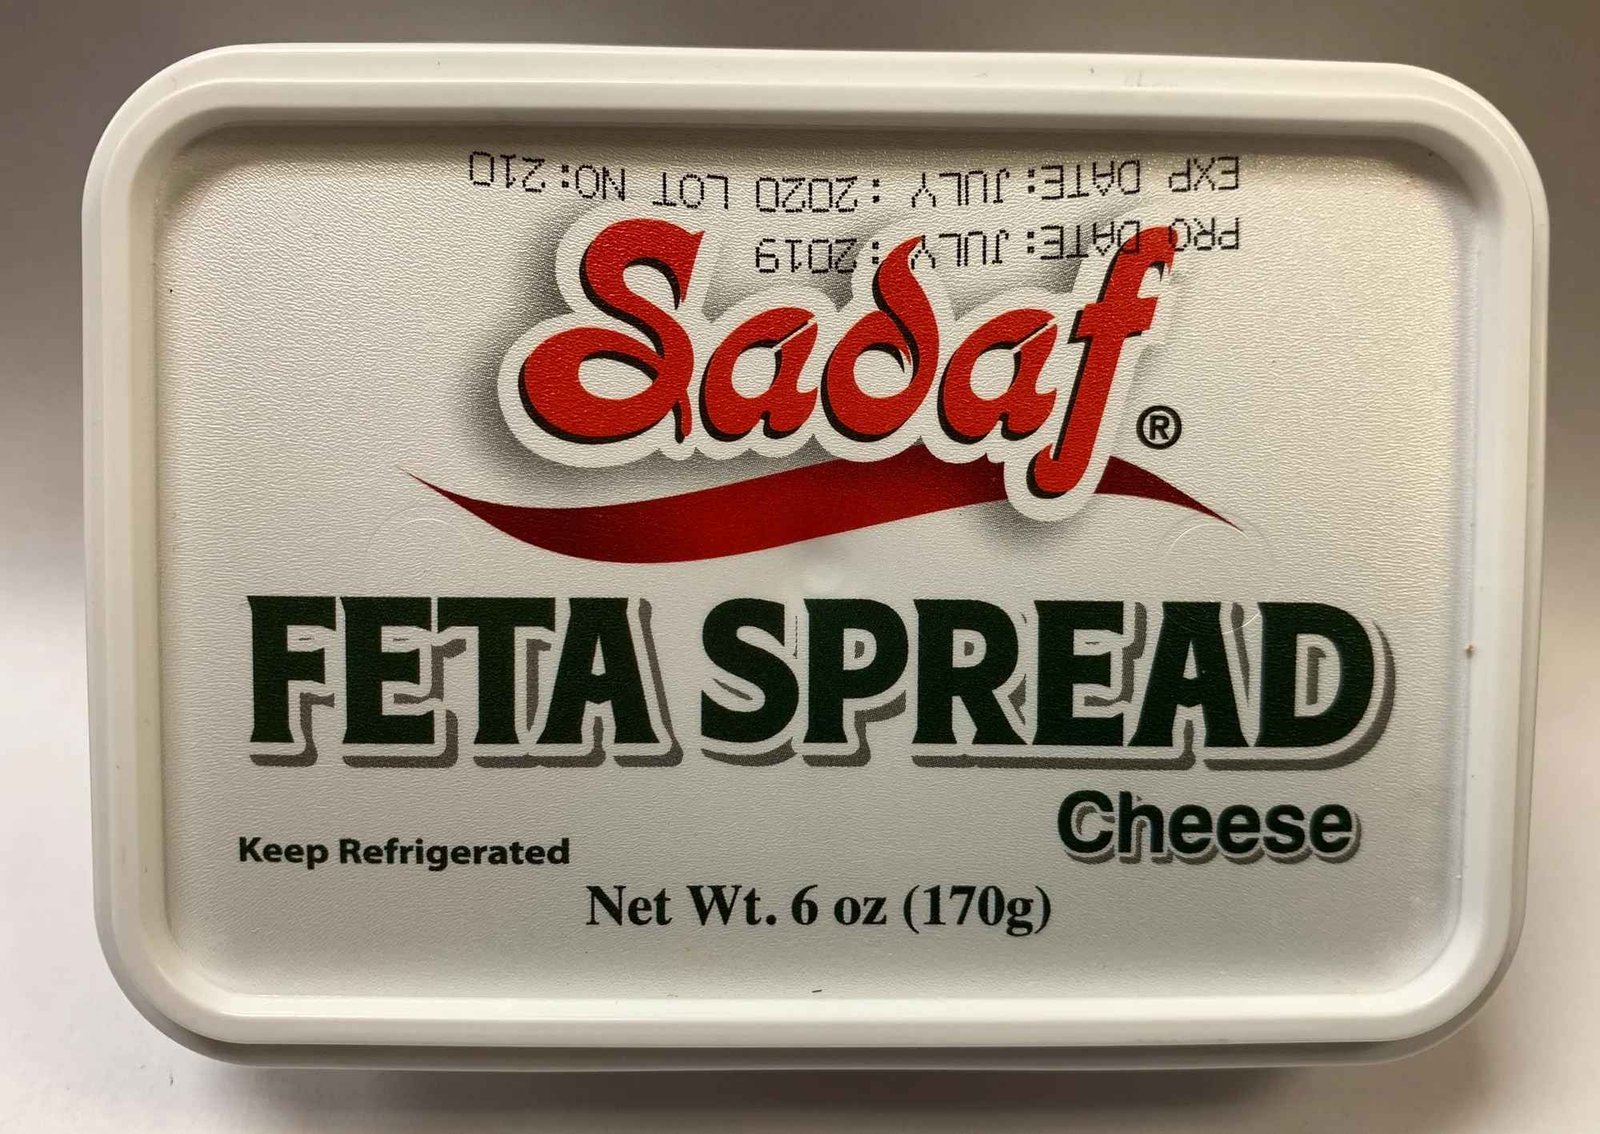 EXP DATE: JULY : 2020 LOT NO: 210
PRO DATE: JULY : 2019
Sadaf®
FETA SPREAD
Cheese
Keep Refrigerated
Net Wt. 6 oz (170g)